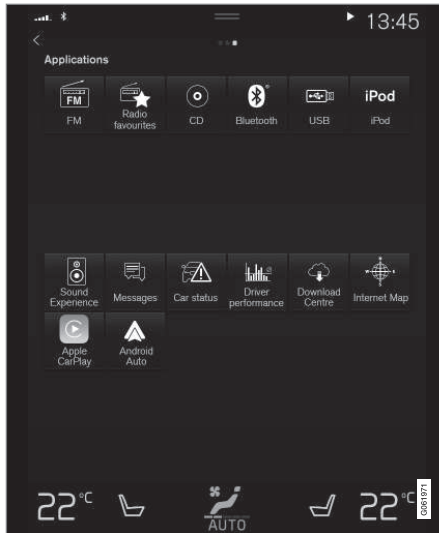 13:45
Applications
FM
iPod
FM
Radio
favourites
CD
Bluetooth
USB
iPod
Sound
Experience
Messages
Car status
Driver
performance
Download
Centre
Internet Map
Apple
CarPlay
Android
Auto
22°C
22°C
AUTO
G061971